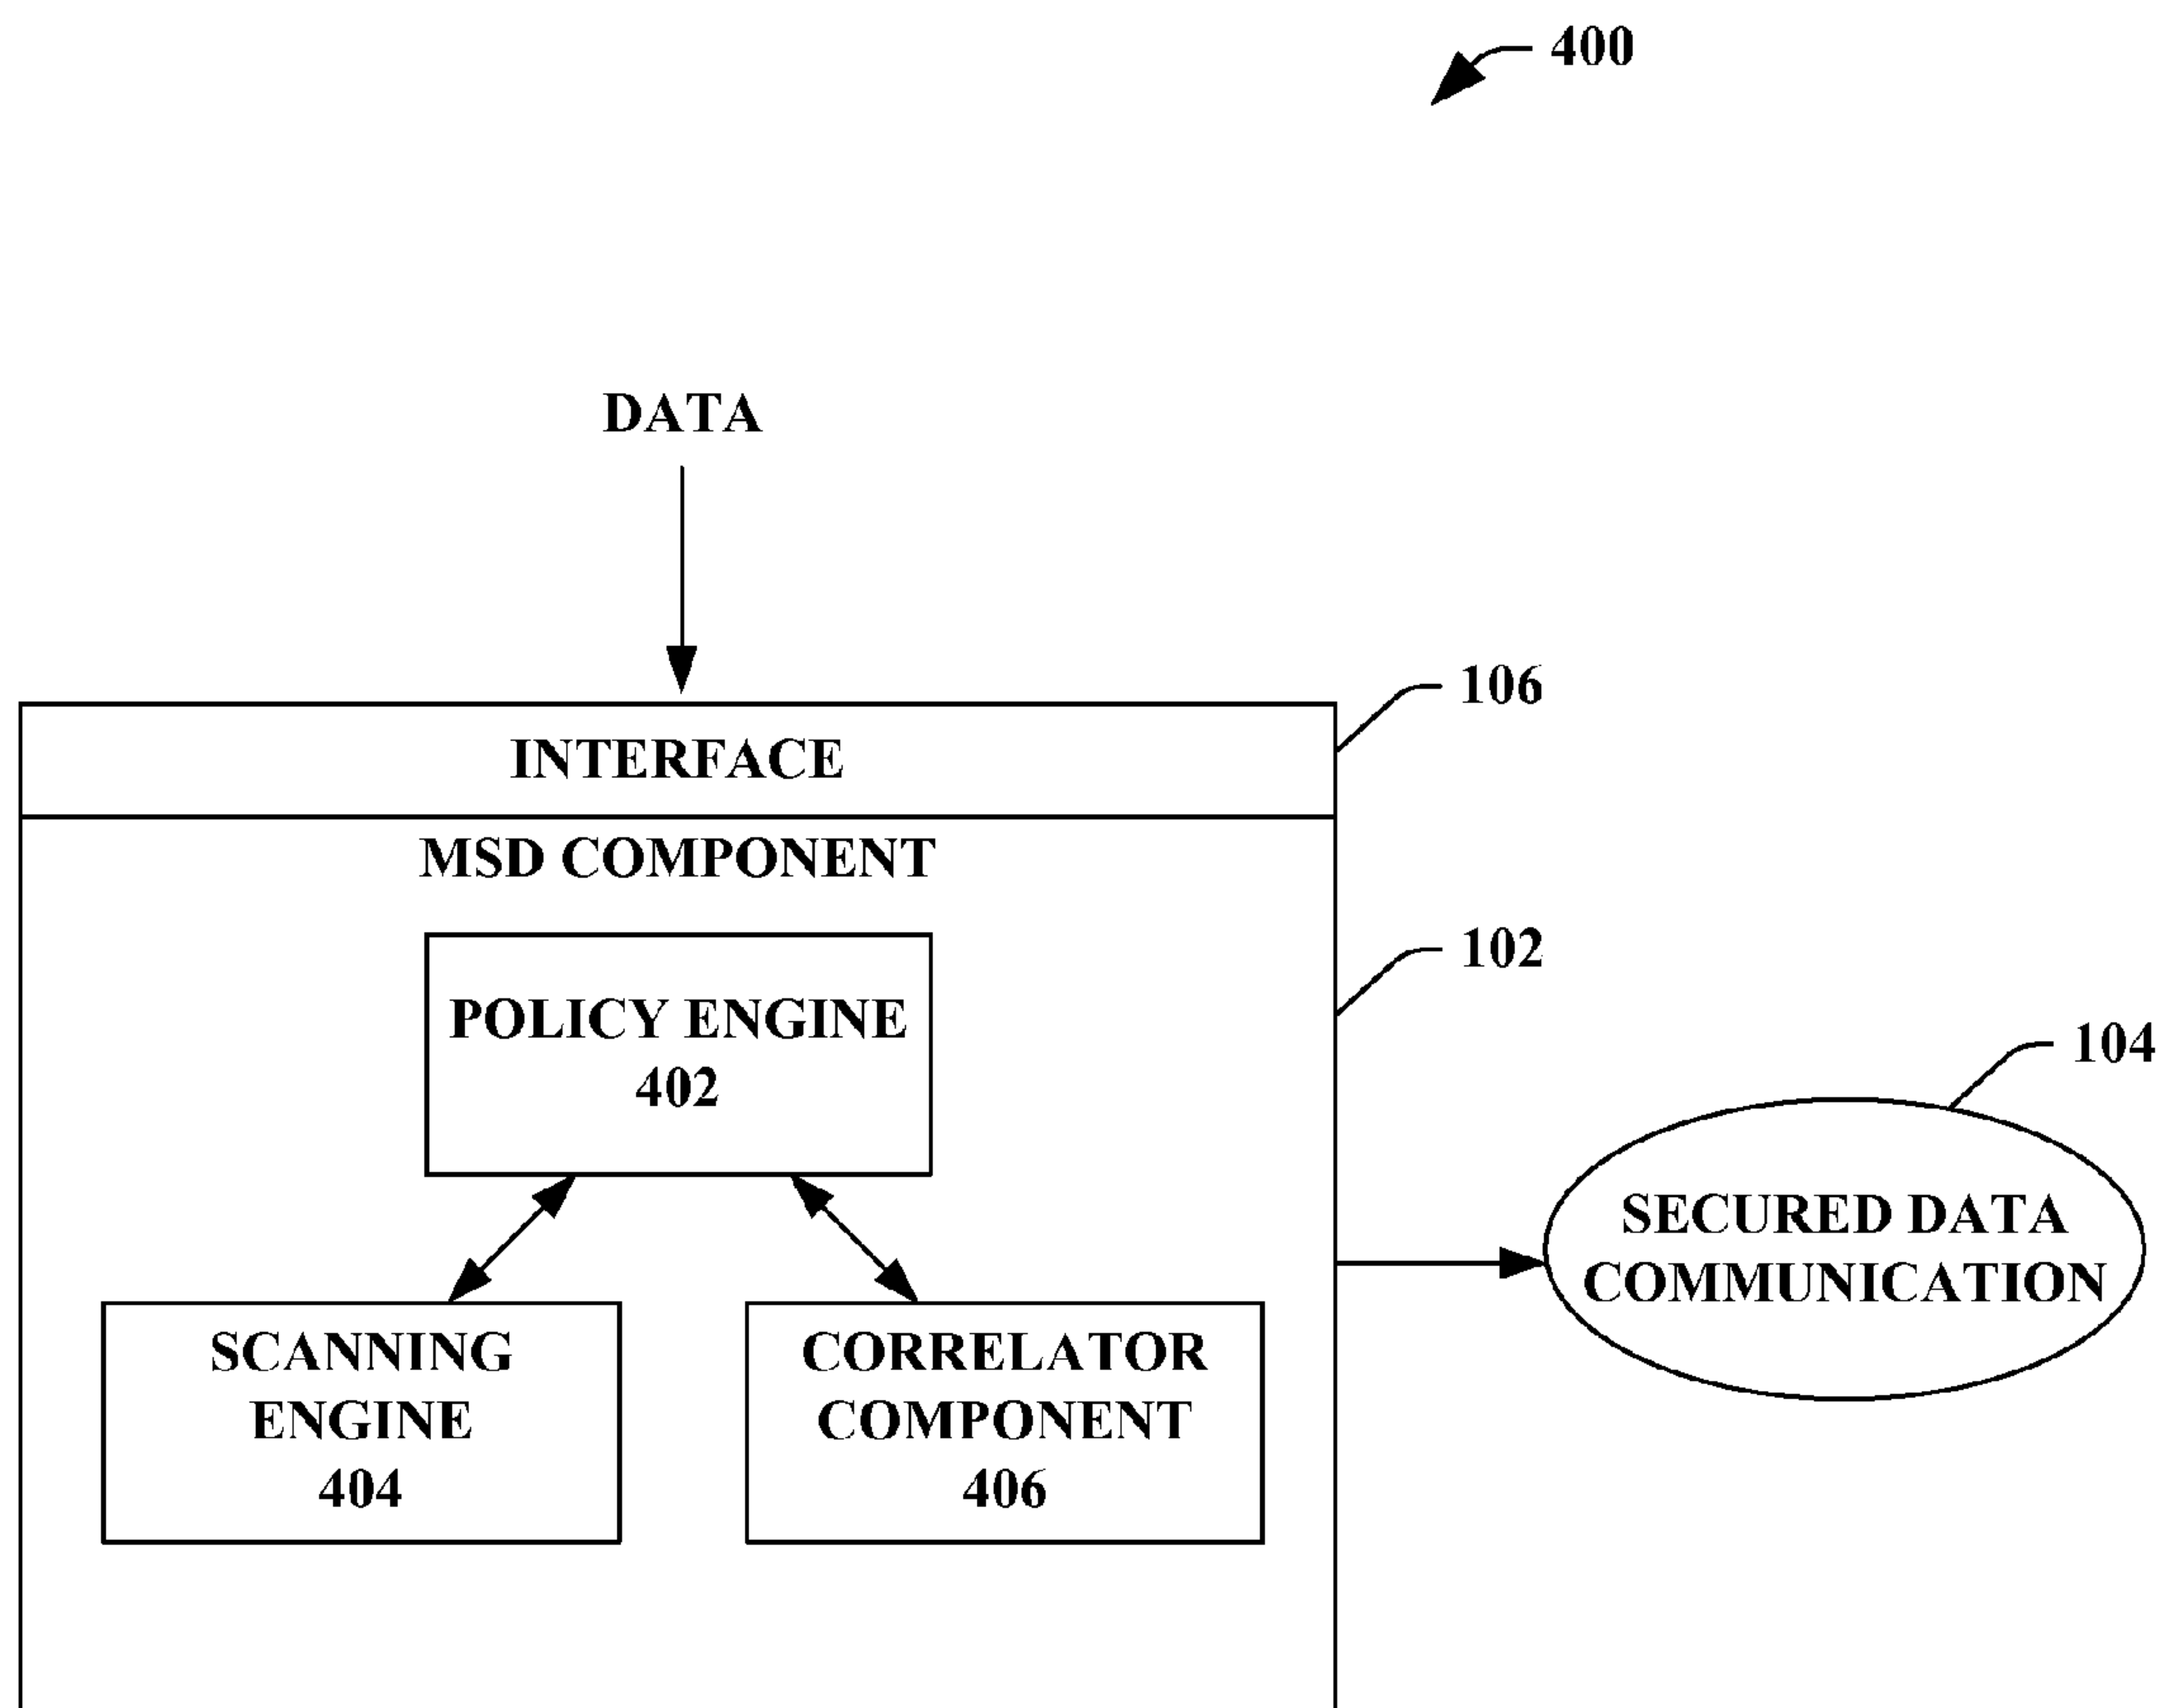 400
DATA
106
INTERFACE
MSD COMPONENT
102
POLICY ENGINE
402
104
SECURED DATA
COMMUNICATION
SCANNING
ENGINE
404
CORRELATOR
COMPONENT
406